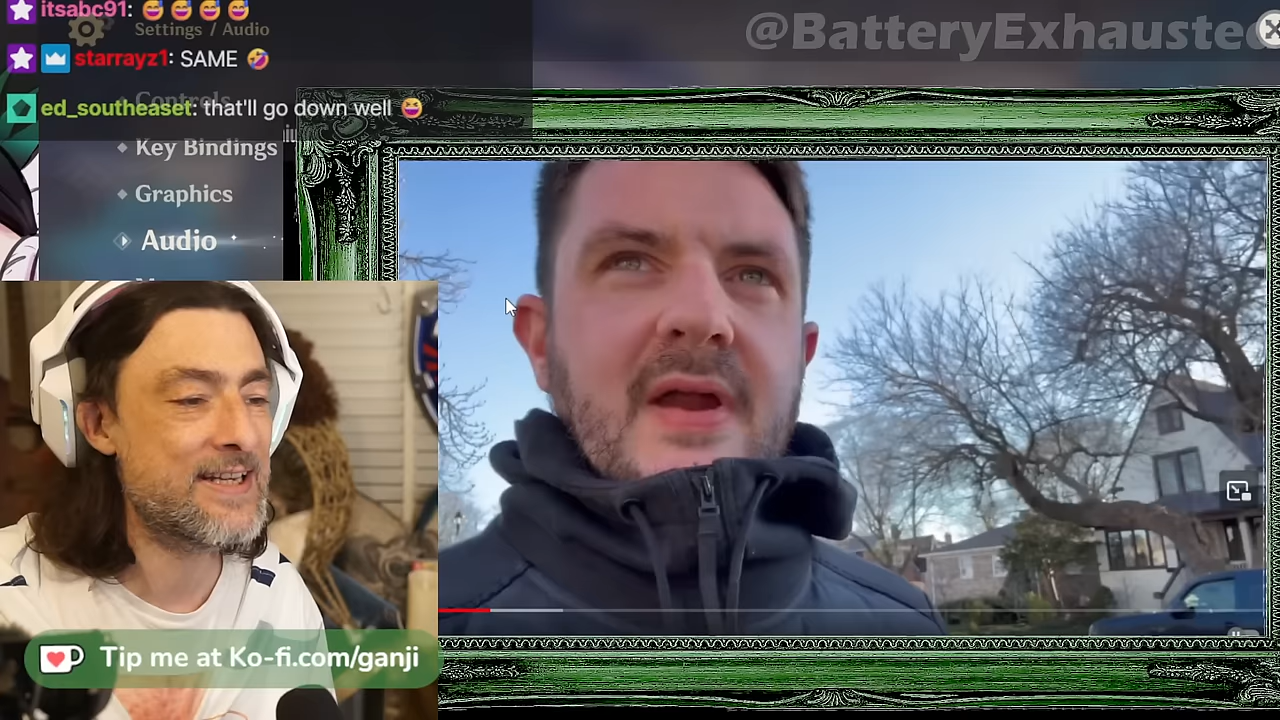 itsabc91: 😅 😅 😅 😅
Settings / Audio
@BatteryExhausted
starrayz1: SAME 🤣
Controls
ed_southeaset: that'll go down well 😆
Key Bindings
Graphics
Audio
Tip me at Ko-fi.com/ganji